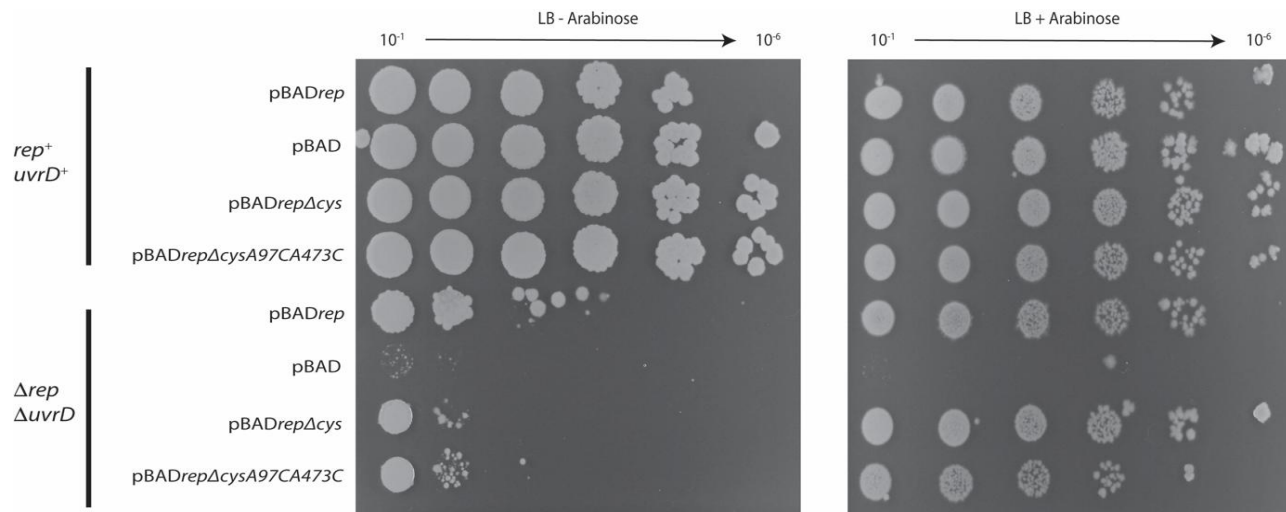 LB - Arabinose
LB + Arabinose
10-1
10-6
10-1
10-6
rep+
uvrD+
pBADrep
pBAD
pBADrepΔcys
pBADrepΔcysA97CA473C
Δrep
ΔuvrD
pBADrep
pBAD
pBADrepΔcys
pBADrepΔcysA97CA473C